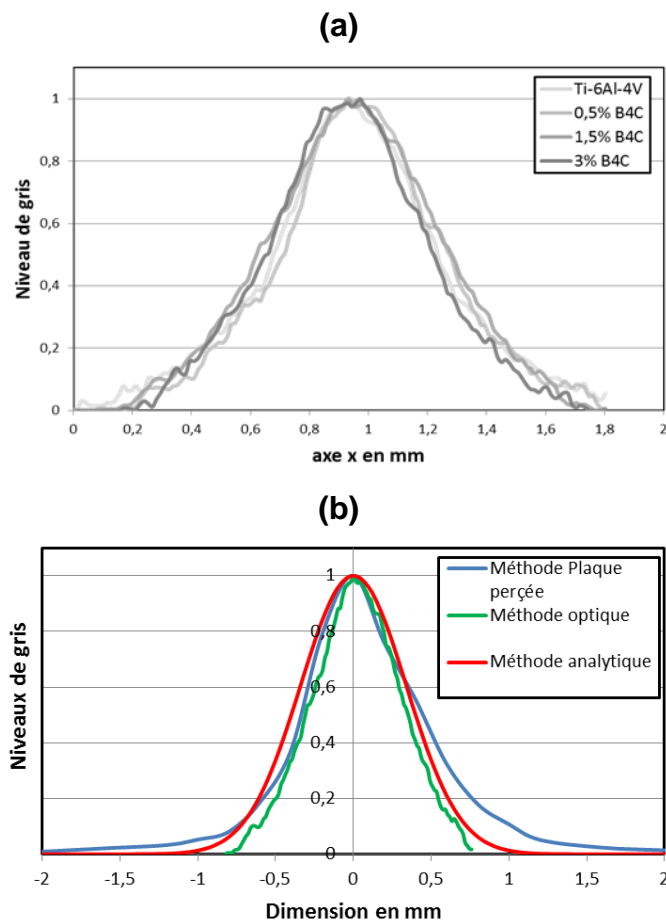 (a)
Niveau de gris
1
0,8
0,6
0,4
0,2
0
0 0,2 0,4 0,6 0,8 1 1,2 1,4 1,6 1,8 2
axe x en mm
Ti-6Al-4V
0,5% B4C
1,5% B4C
3% B4C
(b)
Niveaux de gris
1
0,8
0,6
0,4
0,2
0
-2 -1,5 -1 -0,5 0 0,5 1 1,5 2
Dimension en mm
Méthode Plaque
perçée
Méthode optique
Méthode analytique